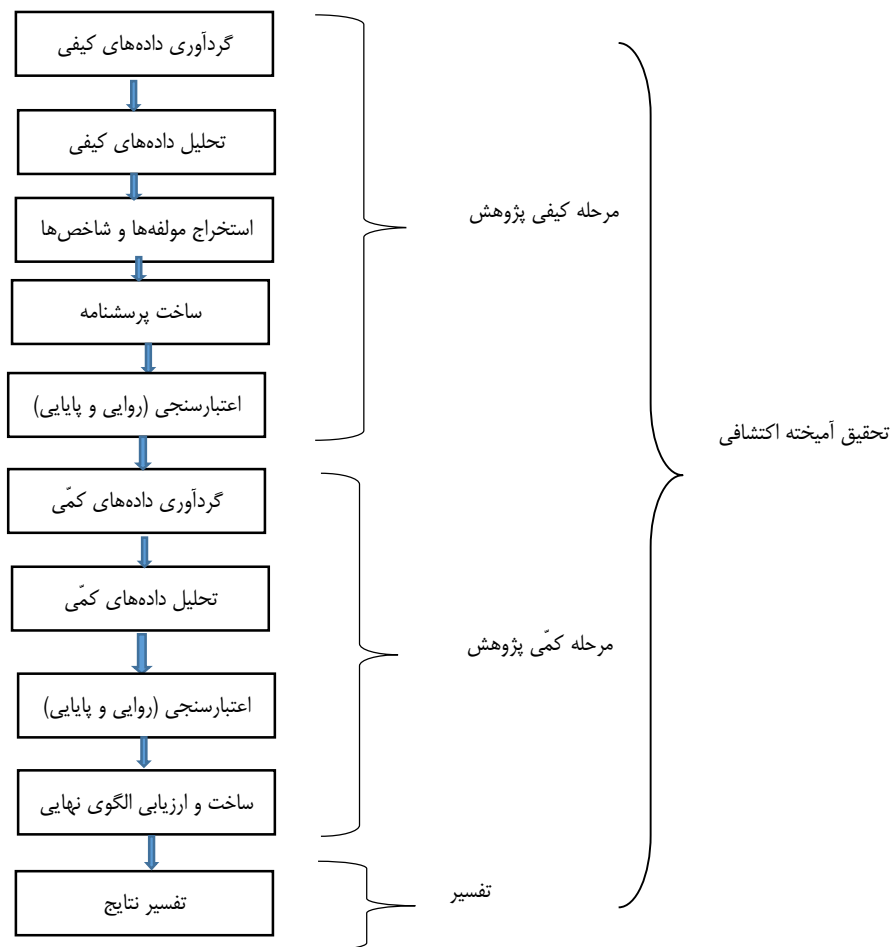 گردآوری داده‌های کیفی
تحلیل داده‌های کیفی
استخراج مولفه‌ها و شاخص‌ها
ساخت پرسشنامه
اعتبارسنجی (روایی و پایایی)
مرحله کیفی پژوهش
گردآوری داده‌های کمّی
تحلیل داده‌های کمّی
اعتبارسنجی (روایی و پایایی)
ساخت و ارزیابی الگوی نهایی
مرحله کمّی پژوهش
تفسیر نتایج
تفسیر
تحقیق آمیخته اکتشافی